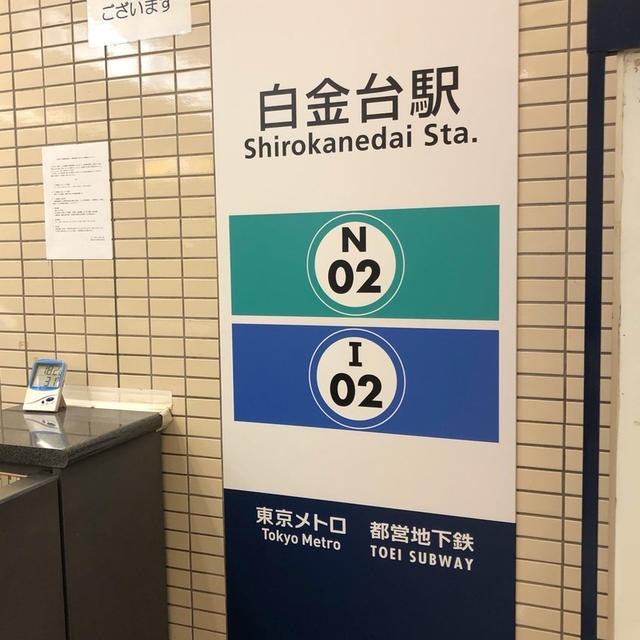 ございます
白金台駅
Shirokanedai Sta.
N
02
I
02
東京メトロ
Tokyo Metro
都営地下鉄
TOEI SUBWAY